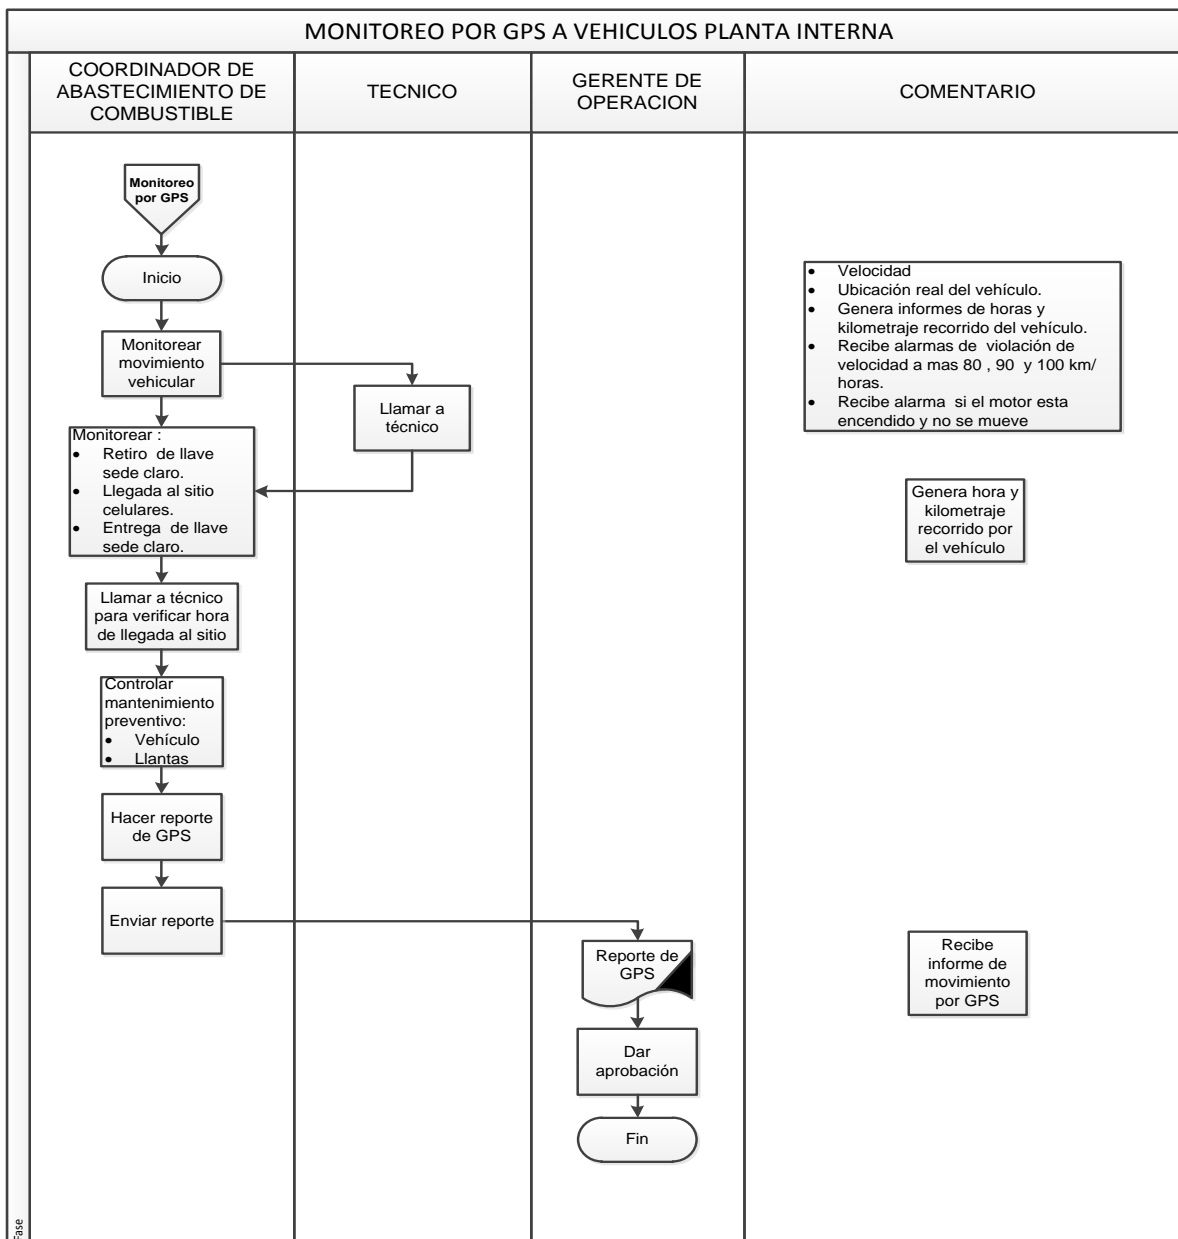 MONITOREO POR GPS A VEHICULOS PLANTA INTERNA
COORDINADOR DE
ABASTECIMIENTO DE
COMBUSTIBLE
TECNICO
GERENTE DE
OPERACION
COMENTARIO
Monitoreo
por GPS
Inicio
Monitorear
movimiento
vehicular
Llamar a
técnico
• Velocidad
• Ubicación real del vehículo.
• Genera informes de horas y
kilometraje recorrido del vehículo.
• Recibe alarmas de violación de
velocidad a mas 80 , 90 y 100 km/
horas.
• Recibe alarma si el motor esta
encendido y no se mueve
Monitorear :
• Retiro de llave
sede claro.
• Llegada al sitio
celulares.
• Entrega de llave
sede claro.
Genera hora y
kilometraje
recorrido por
el vehículo
Llamar a técnico
para verificar hora
de llegada al sitio
Controlar
mantenimiento
preventivo:
• Vehículo
• Llantas
Hacer reporte
de GPS
Enviar reporte
Reporte de
GPS
Recibe
informe de
movimiento
por GPS
Dar
aprobación
Fin
Fase